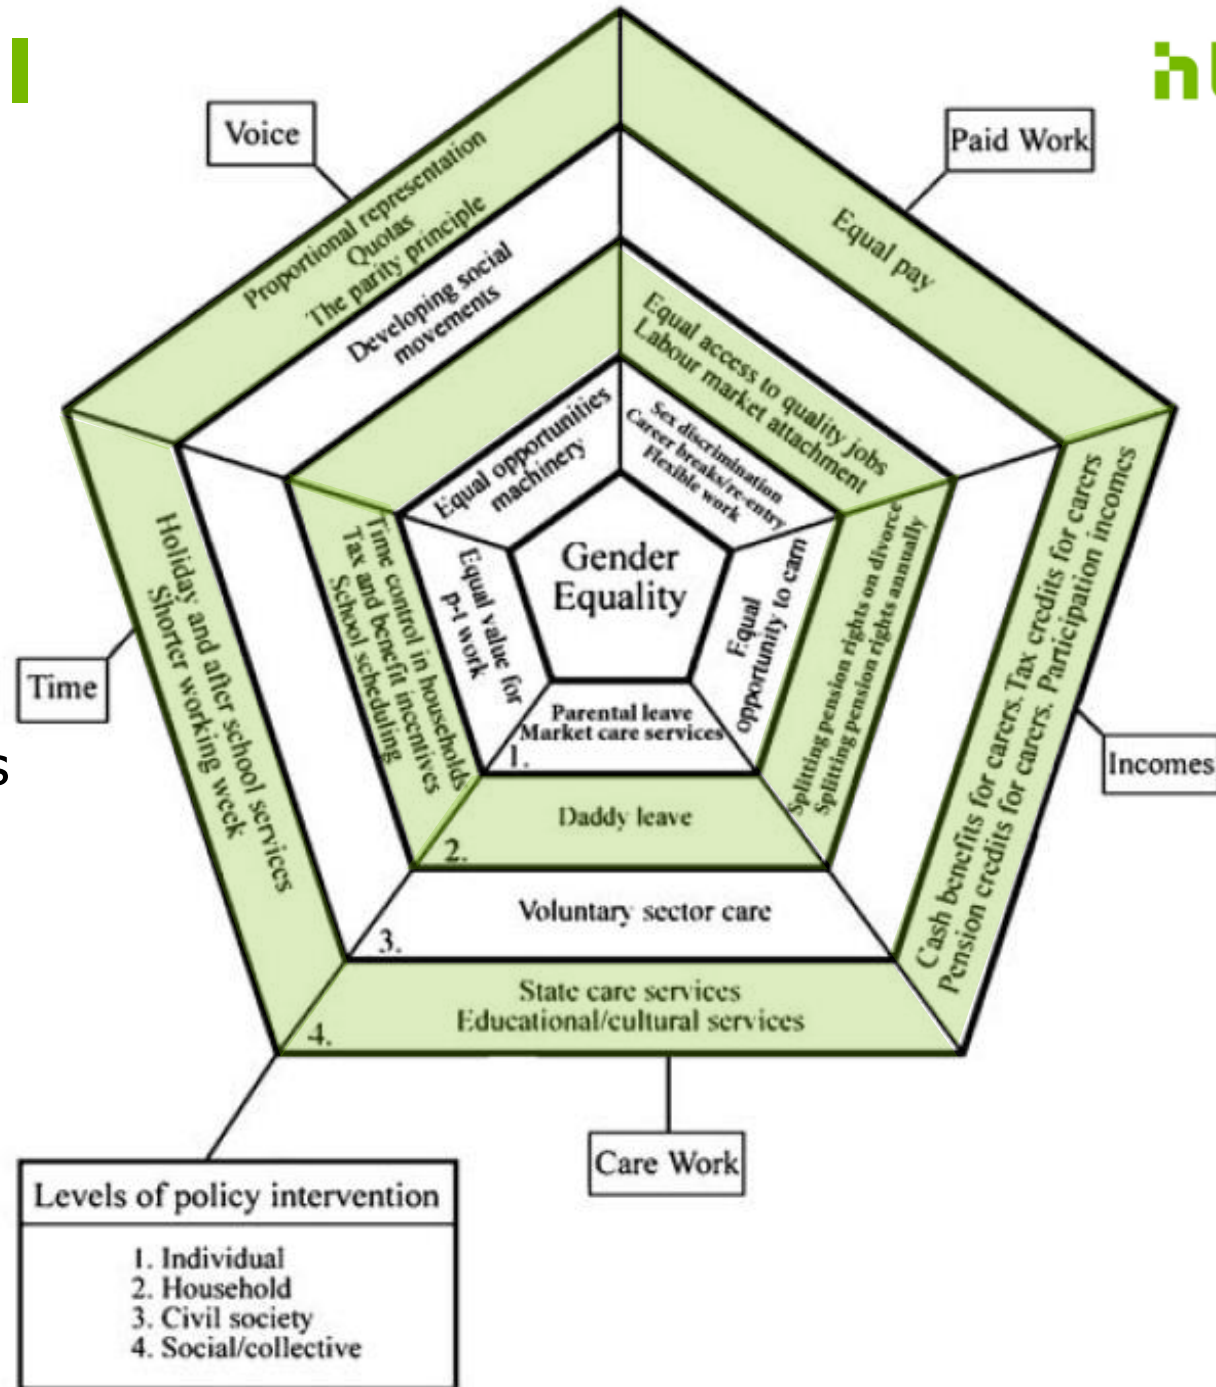 Voice
Paid Work
Proportional representation
Quotas
The parity principle
Developing social
movements
Equal pay
Equal access to quality jobs
Labour market attachment
Equal opportunities
machinery
Sex discrimination
Career breaks/re-entry
Flexible work
Gender
Equality
Holiday and after school services
Shorter working week
Time control in households
Tax and benefit incentives
School scheduling
Equal value for
p-t work
Equal
opportunity to earn
Splitting pension rights on divorce
Splitting pension rights annually
Cash benefits for carers. Tax credits for carers
Pension credits for carers. Participation incomes
Time
Incomes
Parental leave
Market care services
1.
Daddy leave
2.
Voluntary sector care
3.
State care services
Educational/cultural services
4.
Care Work
Levels of policy intervention
1. Individual
2. Household
3. Civil society
4. Social/collective